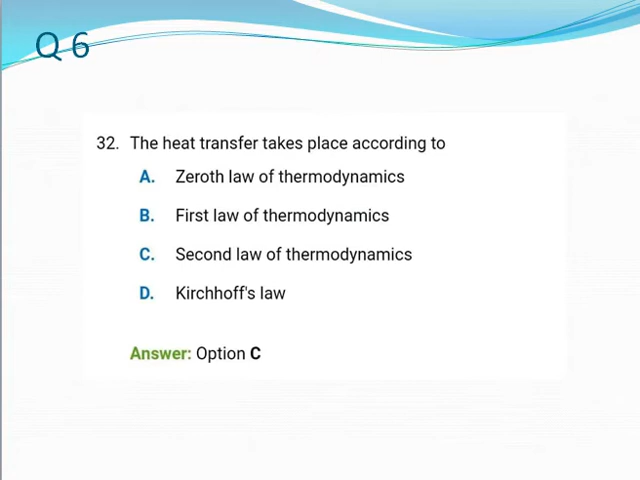 Q 6
32. The heat transfer takes place according to
A. Zeroth law of thermodynamics
B. First law of thermodynamics
C. Second law of thermodynamics
D. Kirchhoff's law
Answer: Option C